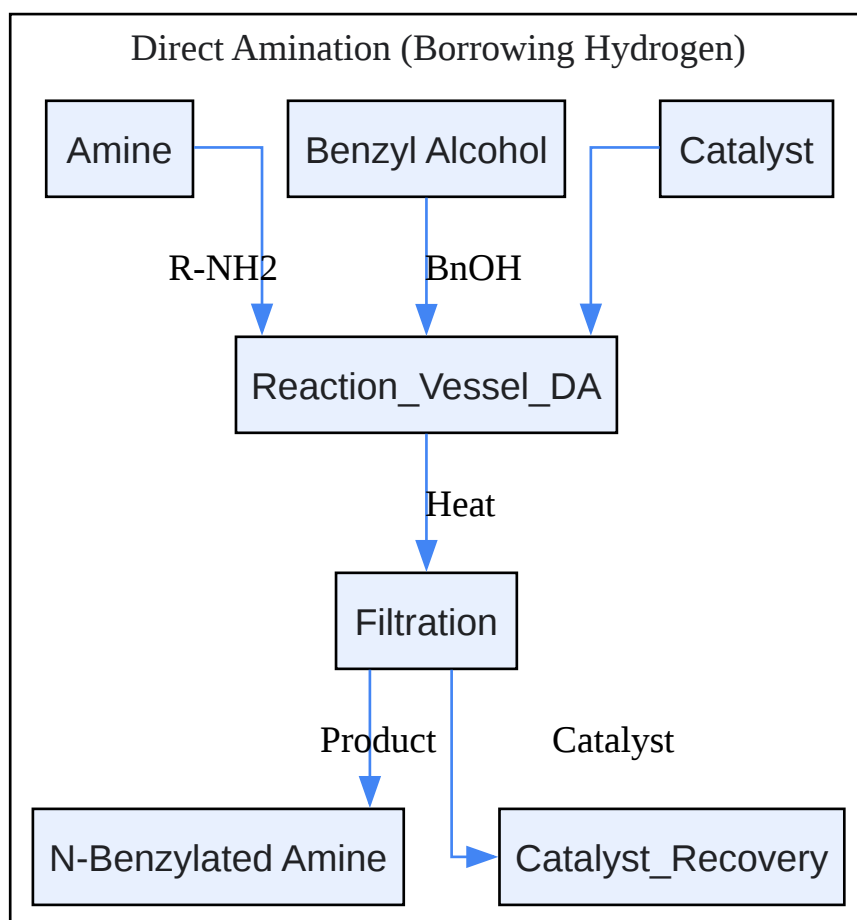 Direct Amination (Borrowing Hydrogen)
Amine
Benzyl Alcohol
Catalyst
R-NH2
BnOH
Reaction_Vessel_DA
Heat
Filtration
Product
Catalyst
N-Benzylated Amine
Catalyst_Recovery